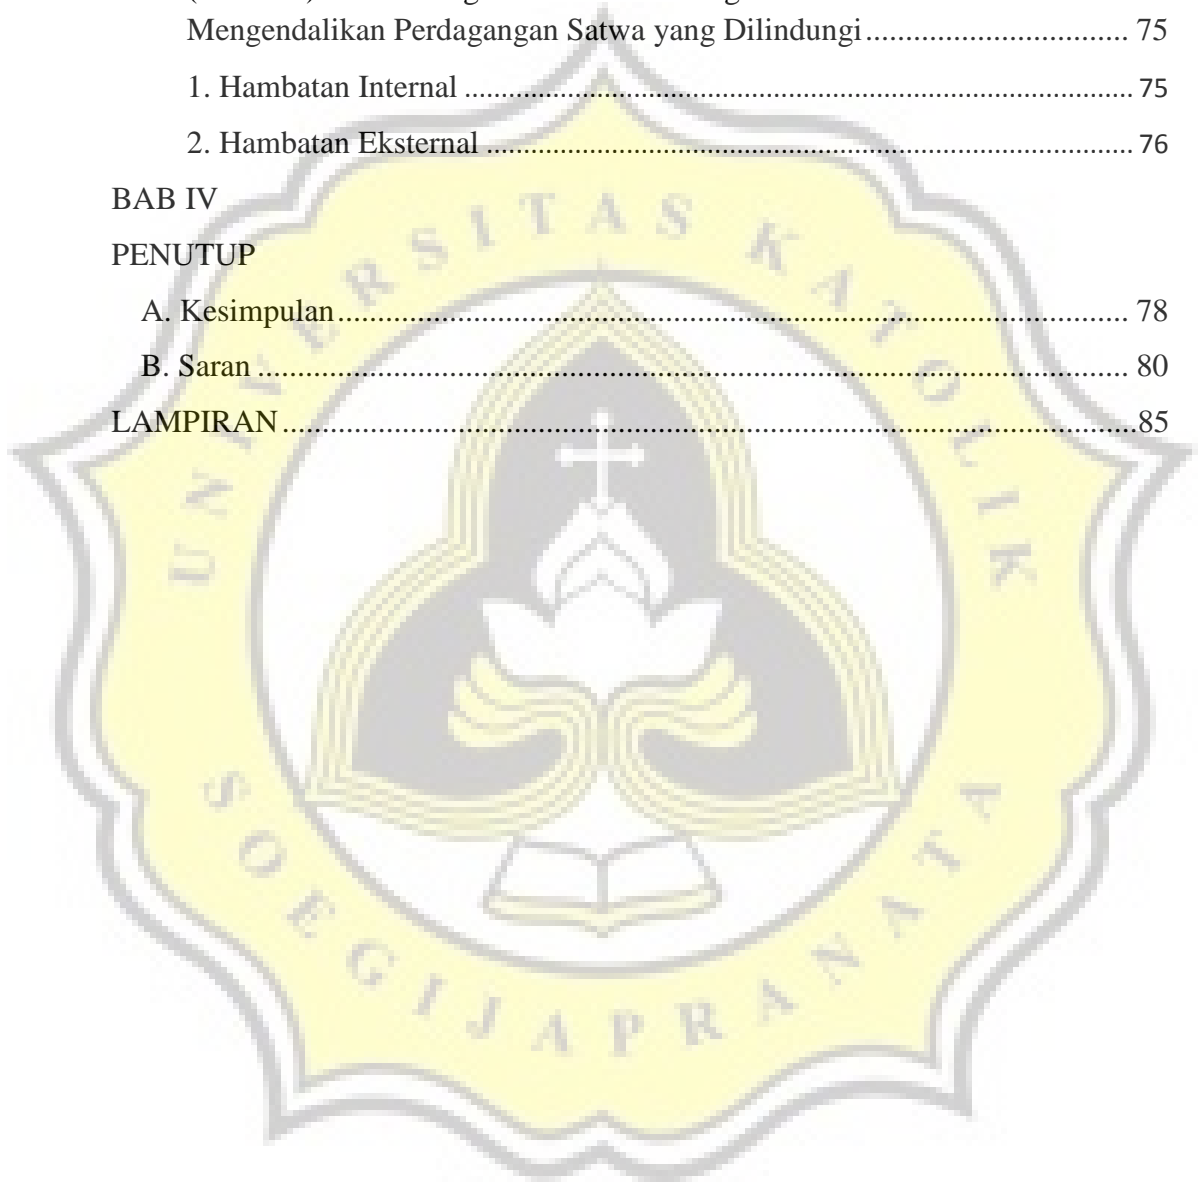 Mengendalikan Perdagangan Satwa yang Dilindungi................................. 75
1. Hambatan Internal .................................................................................... 75
2. Hambatan Eksternal ................................................................................. 76
BAB IV
PENUTUP
A. Kesimpulan................................................................................................... 78
B. Saran ............................................................................................................. 80
LAMPIRAN...........................................................................................................85
UNIVERSITAS KATOLIK
SOEGIJAPRANATA